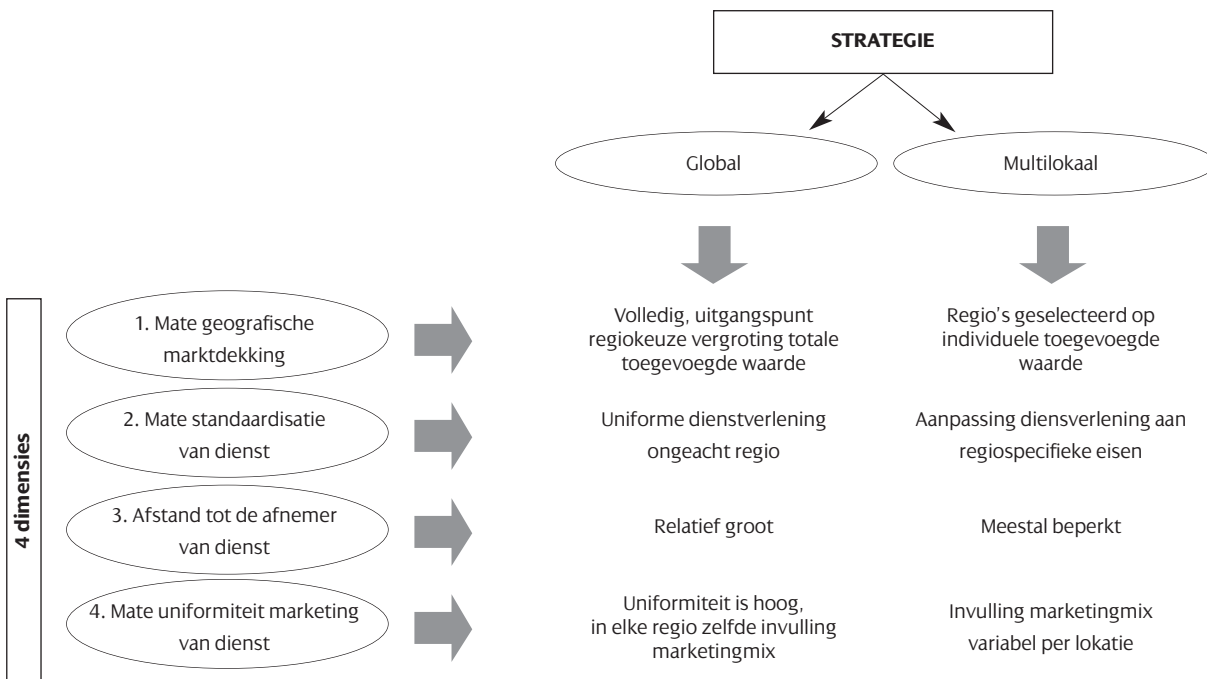 STRATEGIE
Global
Multilokaal
4 dimensies
1. Mate geografische
marktdekking
Volledig, uitgangspunt
regiokeuze vergroting totale
toegevoegde waarde
Regio's geselecteerd op
individuele toegevoegde
waarde
2. Mate standaardisatie
van dienst
Uniforme dienstverlening
ongeacht regio
Aanpassing diensverlening aan
regiospecifieke eisen
3. Afstand tot de afnemer
van dienst
Relatief groot
Meestal beperkt
4. Mate uniformiteit marketing
van dienst
Uniformiteit is hoog,
in elke regio zelfde invulling
marketingmix
Invulling marketingmix
variabel per lokatie